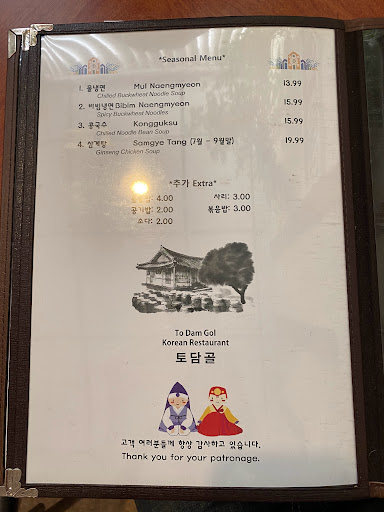 *Seasonal Menu*
1. 물냉면 Mul Naengmyeon 13.99
Chilled Buckwheat Noodle Soup
2. 비빔냉면 Bibim Naengmyeon 15.99
Spicy Buckwheat Noodles
3. 콩국수 Kongguksu 15.99
Chilled Noodle Bean Soup
4. 삼계탕 Samgye Tang (7월 - 9월말) 19.99
Ginseng Chicken Soup
*추가 Extra*
4.00 사리: 3.00
공기밥: 2.00 볶음밥: 3.00
소다: 2.00
To Dam Gol
Korean Restaurant
토담골
고객 여러분들께 항상 감사하고 있습니다.
Thank you for your patronage.